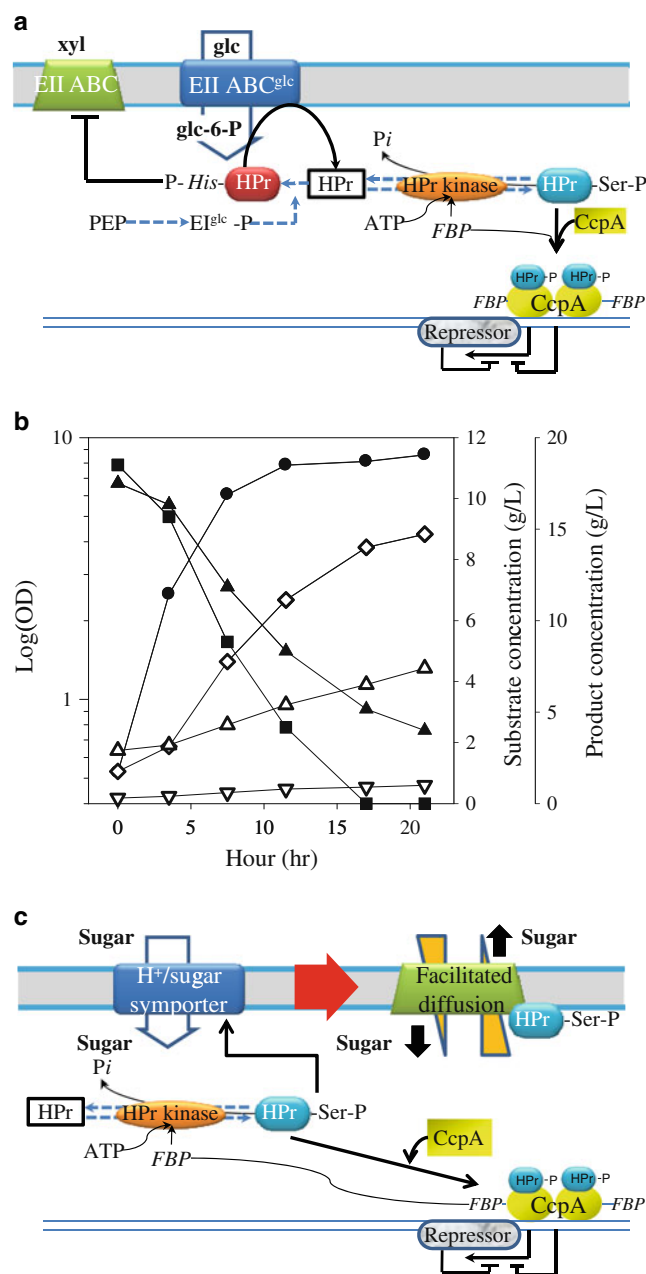 a
xyl
glc
EII ABC
EII ABCglc
glc-6-P
Pi
P- His- HPr
HPr
HPr kinase
HPr -Ser-P
PEP
EIglc -P
ATP
FBP
CcpA
HPr -P HPr -P
FBP CcpA FBP
Repressor
b
10
12
20
10
15
8
Log(OD)
Substrate concentration (g/L)
Product concentration (g/L)
6
10
4
1
5
2
0
0
0 5 10 15 20
Hour (hr)
c
Sugar
Sugar
H+/sugar
symporter
Facilitated
diffusion
HPr -Ser-P
Sugar
Sugar
Pi
HPr
HPr kinase
HPr -Ser-P
ATP
FBP
CcpA
HPr -P HPr -P
FBP CcpA FBP
Repressor